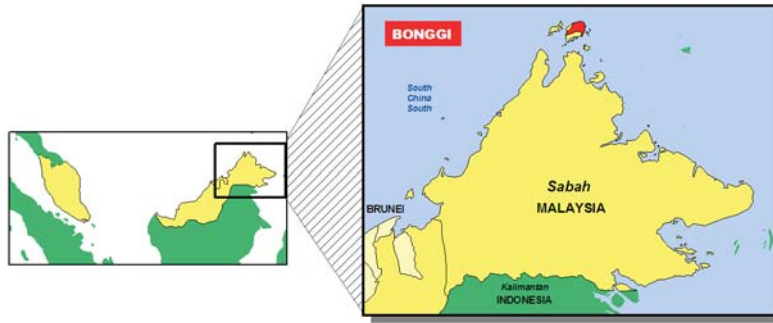 BONGGI
South
China
South
Sabah
MALAYSIA
BRUNEI
Kalimantan
INDONESIA